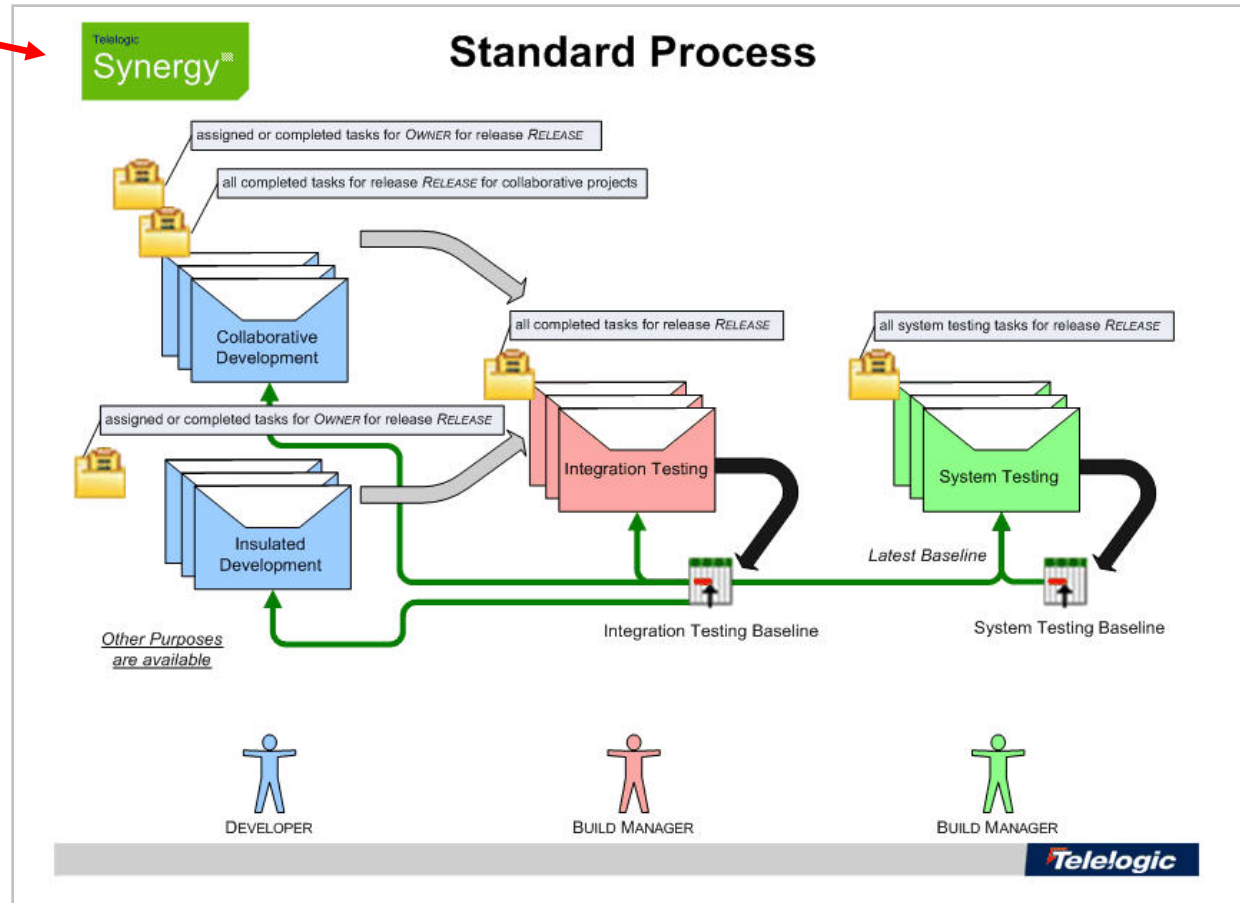 Telelogic
Synergy
Standard Process
assigned or completed tasks for OWNER for release RELEASE
all completed tasks for release RELEASE for collaborative projects
Collaborative
Development
all completed tasks for release RELEASE
all system testing tasks for release RELEASE
assigned or completed tasks for OWNER for release RELEASE
Integration Testing
System Testing
Insulated
Development
Latest Baseline
Integration Testing Baseline
System Testing Baseline
Other Purposes
are available
DEVELOPER
BUILD MANAGER
BUILD MANAGER
Telelogic